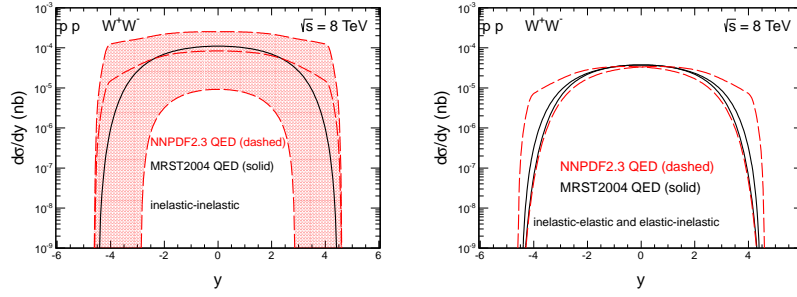 p p W⁺W⁻ √s = 8 TeV
dσ/dy (nb)
10⁻³
10⁻⁴
10⁻⁵
10⁻⁶
10⁻⁷
10⁻⁸
10⁻⁹
NNPDF2.3 QED (dashed)
MRST2004 QED (solid)
inelastic-inelastic
-6 -4 -2 0 2 4 6
y
p p W⁺W⁻ √s = 8 TeV
dσ/dy (nb)
10⁻³
10⁻⁴
10⁻⁵
10⁻⁶
10⁻⁷
10⁻⁸
10⁻⁹
NNPDF2.3 QED (dashed)
MRST2004 QED (solid)
inelastic-elastic and elastic-inelastic
-6 -4 -2 0 2 4
y